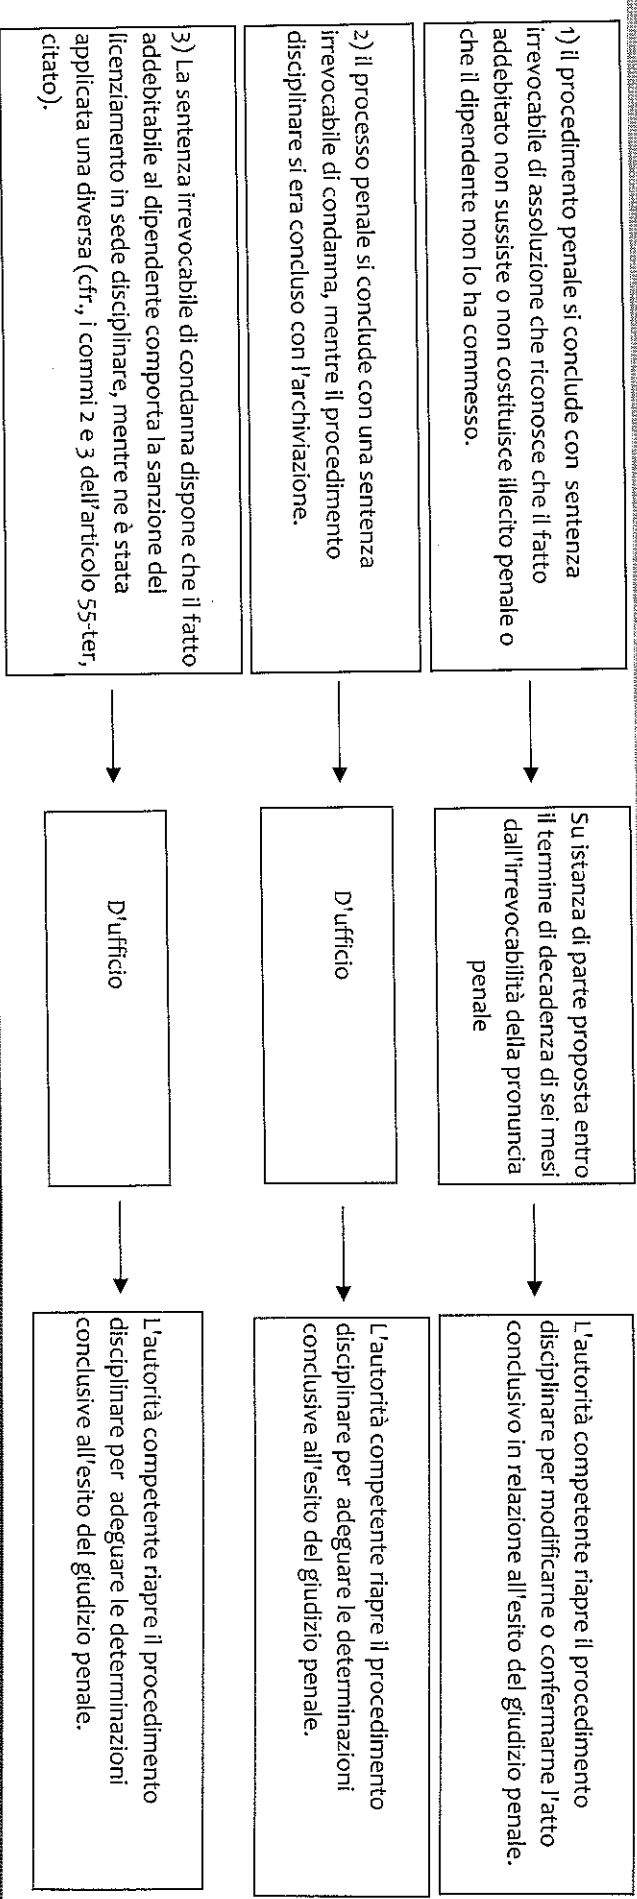 1) il procedimento penale si conclude con sentenza
irrevocabile di assoluzione che riconosce che il fatto
addebitato non sussiste o non costituisce illecito penale o
che il dipendente non lo ha commesso.
Su istanza di parte proposta entro
il termine di decadenza di sei mesi
dall'irrevocabilità della pronuncia
penale
L'autorità competente riapre il procedimento
disciplinare per modificarne o confermarne l'atto
conclusivo in relazione all'esito del giudizio penale.
2) il processo penale si conclude con una sentenza
irrevocabile di condanna, mentre il procedimento
disciplinare si era concluso con l'archiviazione.
D'ufficio
L'autorità competente riapre il procedimento
disciplinare per adeguare le determinazioni
conclusive all'esito del giudizio penale.
3) La sentenza irrevocabile di condanna dispone che il fatto
addebitabile al dipendente comporta la sanzione del
licenziamento in sede disciplinare, mentre ne è stata
applicata una diversa (cfr., i commi 2 e 3 dell'articolo 55-ter,
citato).
D'ufficio
L'autorità competente riapre il procedimento
disciplinare per adeguare le determinazioni
conclusive all'esito del giudizio penale.